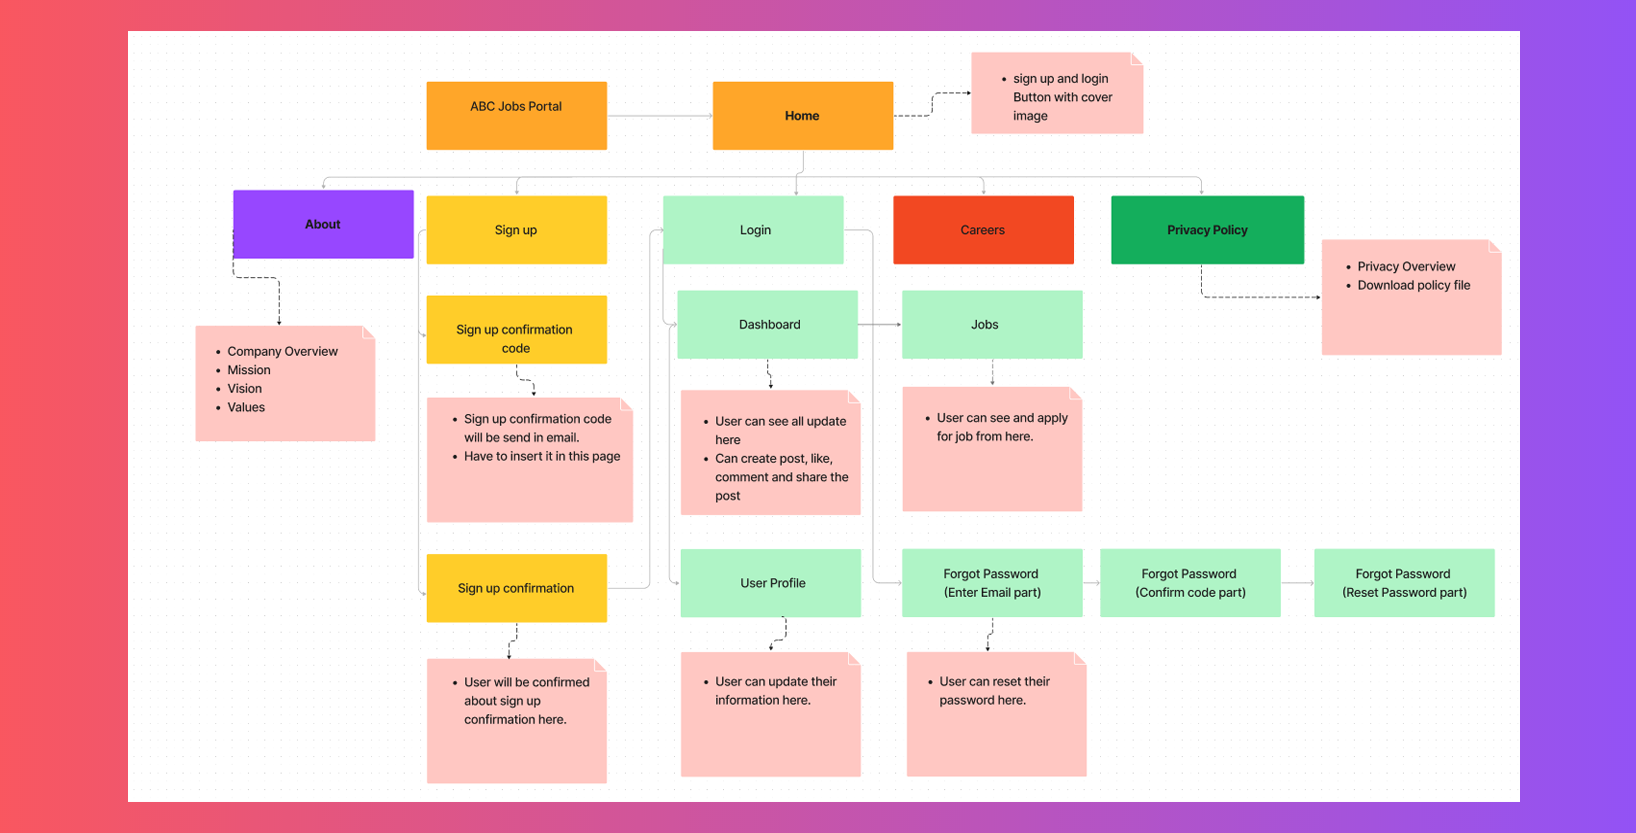 ABC Jobs Portal
Home
• sign up and login
Button with cover
image
About
Sign up
Login
Careers
Privacy Policy
• Privacy Overview
• Download policy file
Sign up confirmation
code
Dashboard
Jobs
• Company Overview
• Mission
• Vision
• Values
• Sign up confirmation code
will be send in email.
• Have to insert it in this page
• User can see all update
here
• Can create post, like,
comment and share the
post
• User can see and apply
for job from here.
Sign up confirmation
User Profile
Forgot Password
(Enter Email part)
Forgot Password
(Confirm code part)
Forgot Password
(Reset Password part)
• User will be confirmed
about sign up
confirmation here.
• User can update their
information here.
• User can reset their
password here.